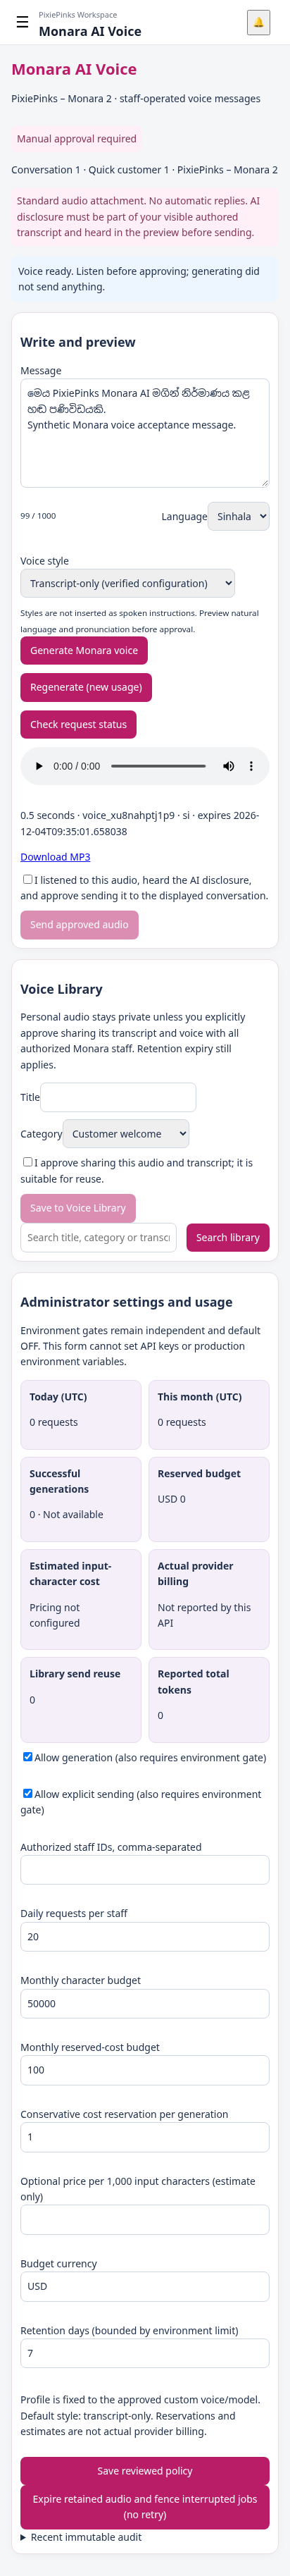 ☰
PixiePinks Workspace
Monara AI Voice
🔔
Monara AI Voice
PixiePinks – Monara 2 · staff-operated voice messages
Manual approval required
Conversation 1 · Quick customer 1 · PixiePinks – Monara 2
Standard audio attachment. No automatic replies. AI
disclosure must be part of your visible authored
transcript and heard in the preview before sending.
Voice ready. Listen before approving; generating did
not send anything.
Write and preview
Message
මෙය PixiePinks Monara AI මගින් නිර්මාණය කළ
හඬ පණිවිඩයකි.
Synthetic Monara voice acceptance message.
99 / 1000
Language Sinhala
Voice style
Transcript-only (verified configuration)
Styles are not inserted as spoken instructions. Preview natural
language and pronunciation before approval.
Generate Monara voice
Regenerate (new usage)
Check request status
0:00 / 0:00
0.5 seconds · voice_xu8nahptj1p9 · si · expires 2026-
12-04T09:35:01.658038
Download MP3
I listened to this audio, heard the AI disclosure,
and approve sending it to the displayed conversation.
Send approved audio
Voice Library
Personal audio stays private unless you explicitly
approve sharing its transcript and voice with all
authorized Monara staff. Retention expiry still
applies.
Title
Category Customer welcome
I approve sharing this audio and transcript; it is
suitable for reuse.
Save to Voice Library
Search title, category or transc
Search library
Administrator settings and usage
Environment gates remain independent and default
OFF. This form cannot set API keys or production
environment variables.
Today (UTC)
0 requests
This month (UTC)
0 requests
Successful
generations
0 · Not available
Reserved budget
USD 0
Estimated input-
character cost
Pricing not
configured
Actual provider
billing
Not reported by this
API
Library send reuse
0
Reported total
tokens
0
Allow generation (also requires environment gate)
Allow explicit sending (also requires environment
gate)
Authorized staff IDs, comma-separated
Daily requests per staff
20
Monthly character budget
50000
Monthly reserved-cost budget
100
Conservative cost reservation per generation
1
Optional price per 1,000 input characters (estimate
only)
Budget currency
USD
Retention days (bounded by environment limit)
7
Profile is fixed to the approved custom voice/model.
Default style: transcript-only. Reservations and
estimates are not actual provider billing.
Save reviewed policy
Expire retained audio and fence interrupted jobs
(no retry)
Recent immutable audit